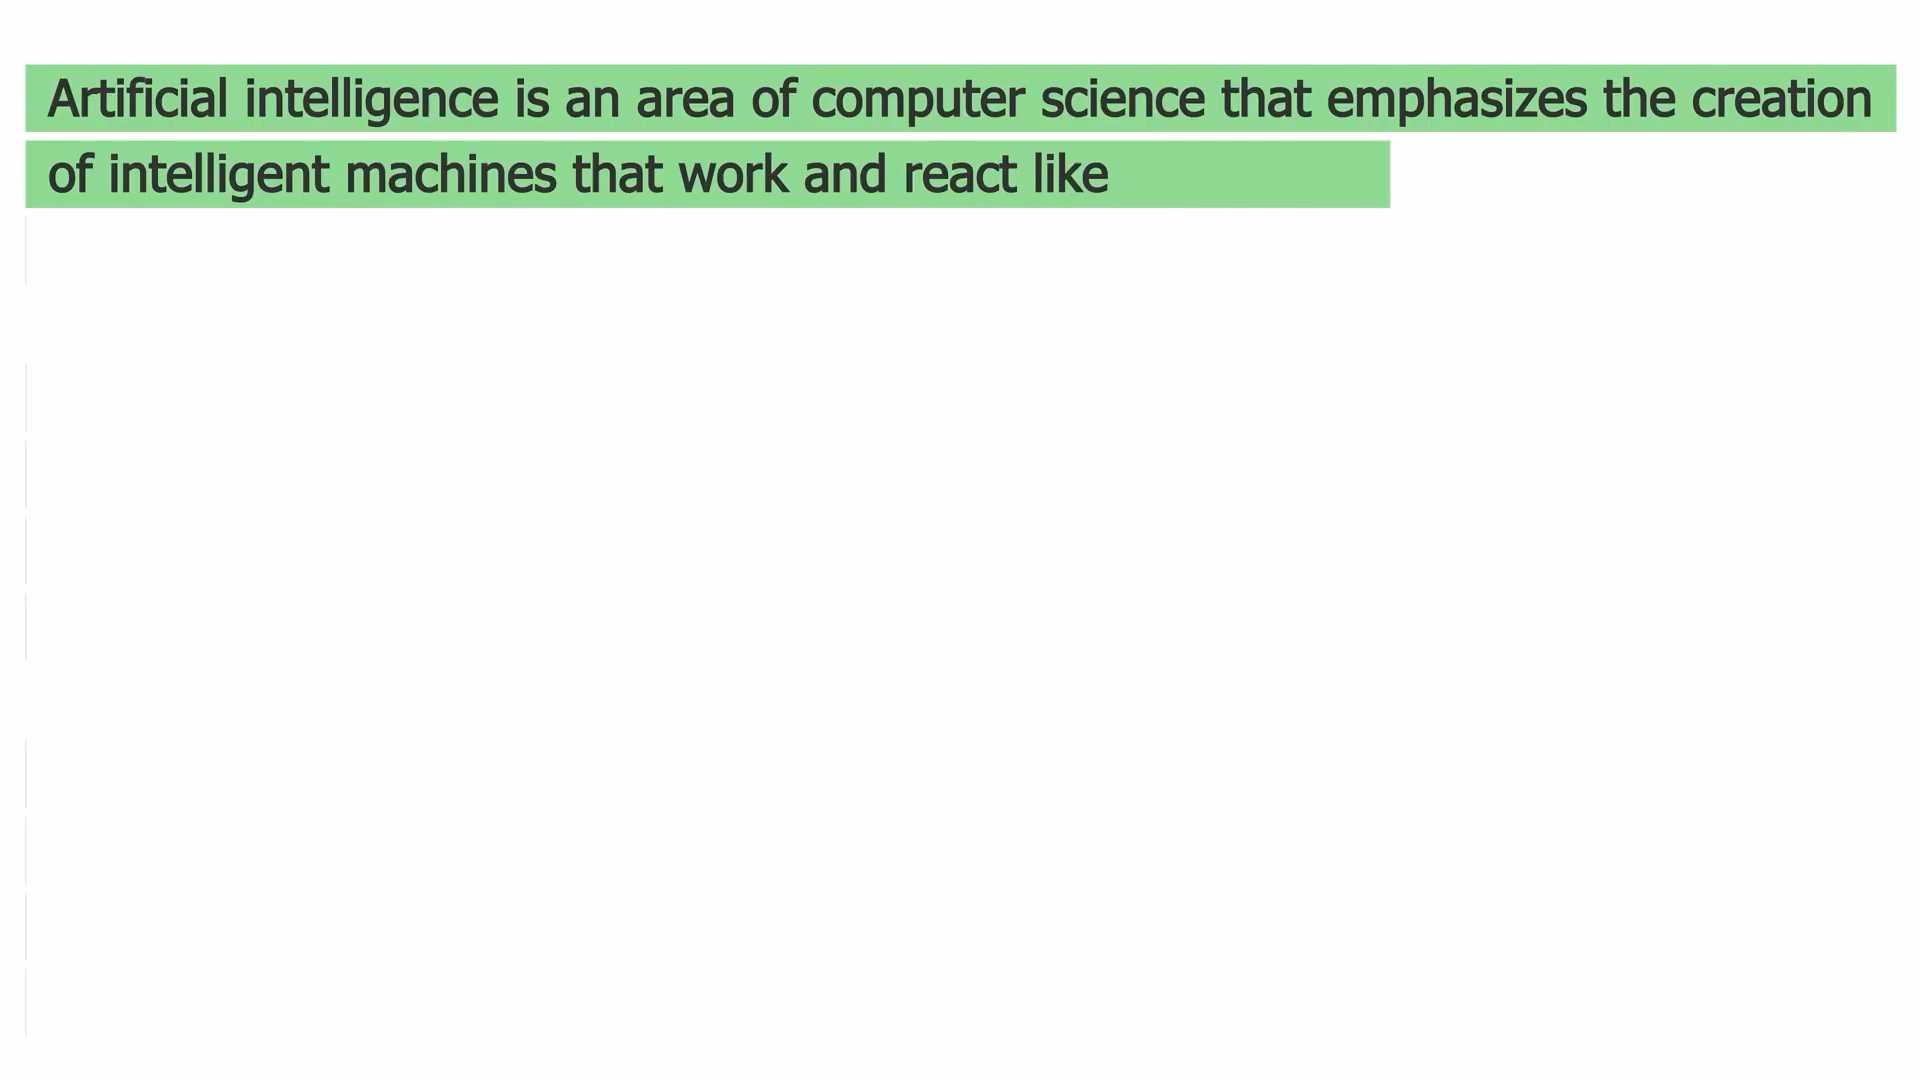 Artificial intelligence is an area of computer science that emphasizes the creation
of intelligent machines that work and react like